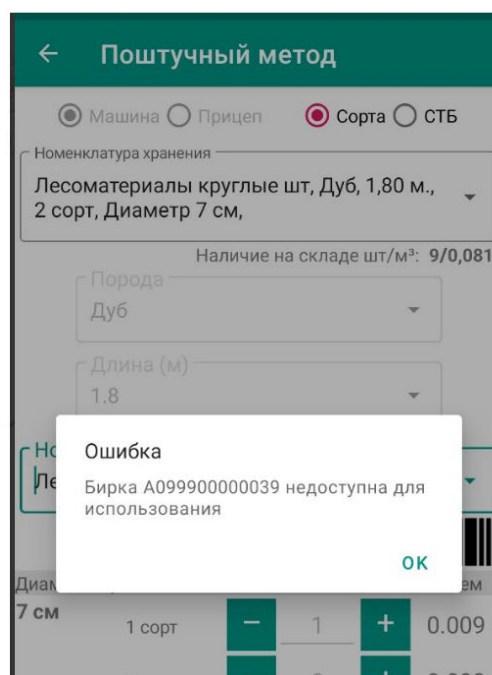 Поштучный метод
Машина Прицеп Сорта СТБ
Номенклатура хранения
Лесоматериалы круглые шт, Дуб, 1,80 м.,
2 сорт, Диаметр 7 см,
Наличие на складе шт/м³: 9/0,081
Порода
Дуб
Длина (м)
1.8
Ошибка
Бирка А099900000039 недоступна для
использования
ОК
7 см
1 сорт − 1 + 0.009